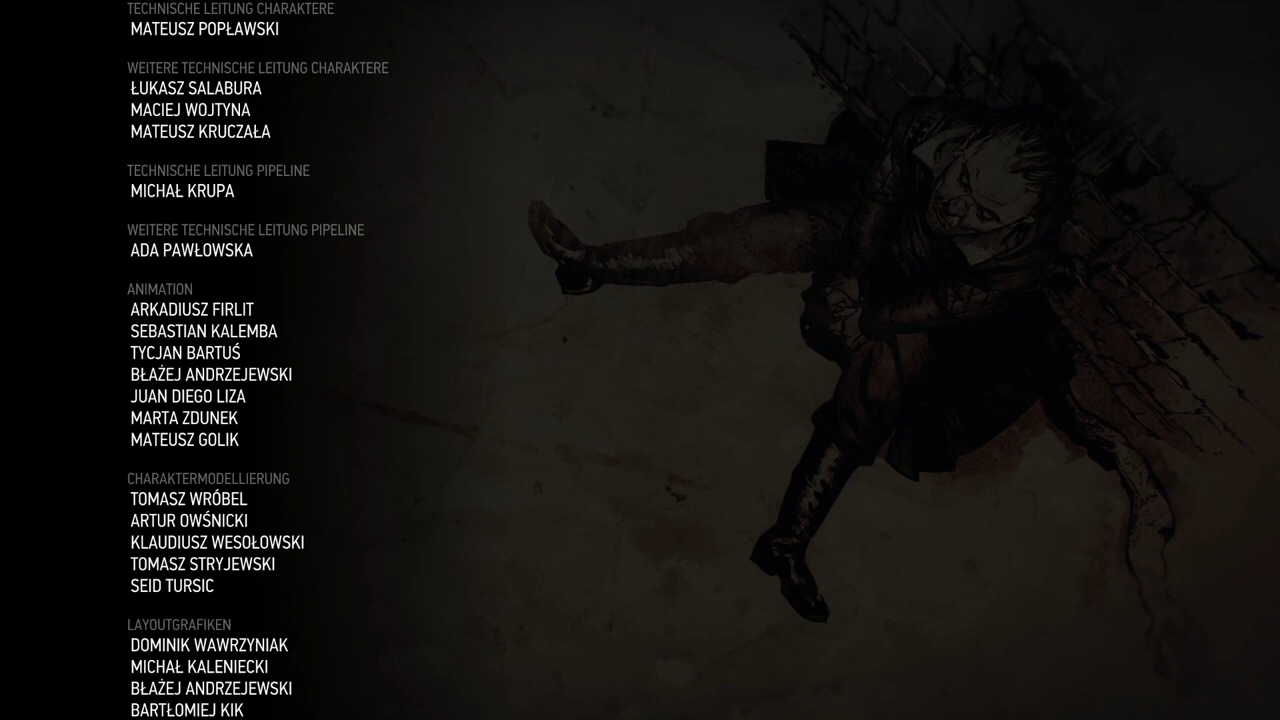 TECHNISCHE LEITUNG CHARAKTERE
MATEUSZ POPŁAWSKI
WEITERE TECHNISCHE LEITUNG CHARAKTERE
ŁUKASZ SALABURA
MACIEJ WOJTYNA
MATEUSZ KRUCZAŁA
TECHNISCHE LEITUNG PIPELINE
MICHAŁ KRUPA
WEITERE TECHNISCHE LEITUNG PIPELINE
ADA PAWŁOWSKA
ANIMATION
ARKADIUSZ FIRLIT
SEBASTIAN KALEMBA
TYCJAN BARTUŚ
BŁAŻEJ ANDRZEJEWSKI
JUAN DIEGO LIZA
MARTA ZDUNEK
MATEUSZ GOLIK
CHARAKTERMODELLIERUNG
TOMASZ WRÓBEL
ARTUR OWŚNICKI
KLAUDIUSZ WESOŁOWSKI
TOMASZ STRYJEWSKI
SEID TURSIC
LAYOUTGRAFIKEN
DOMINIK WAWRZYNIAK
MICHAŁ KALENIECKI
BŁAŻEJ ANDRZEJEWSKI
BARTŁOMIEJ KIK